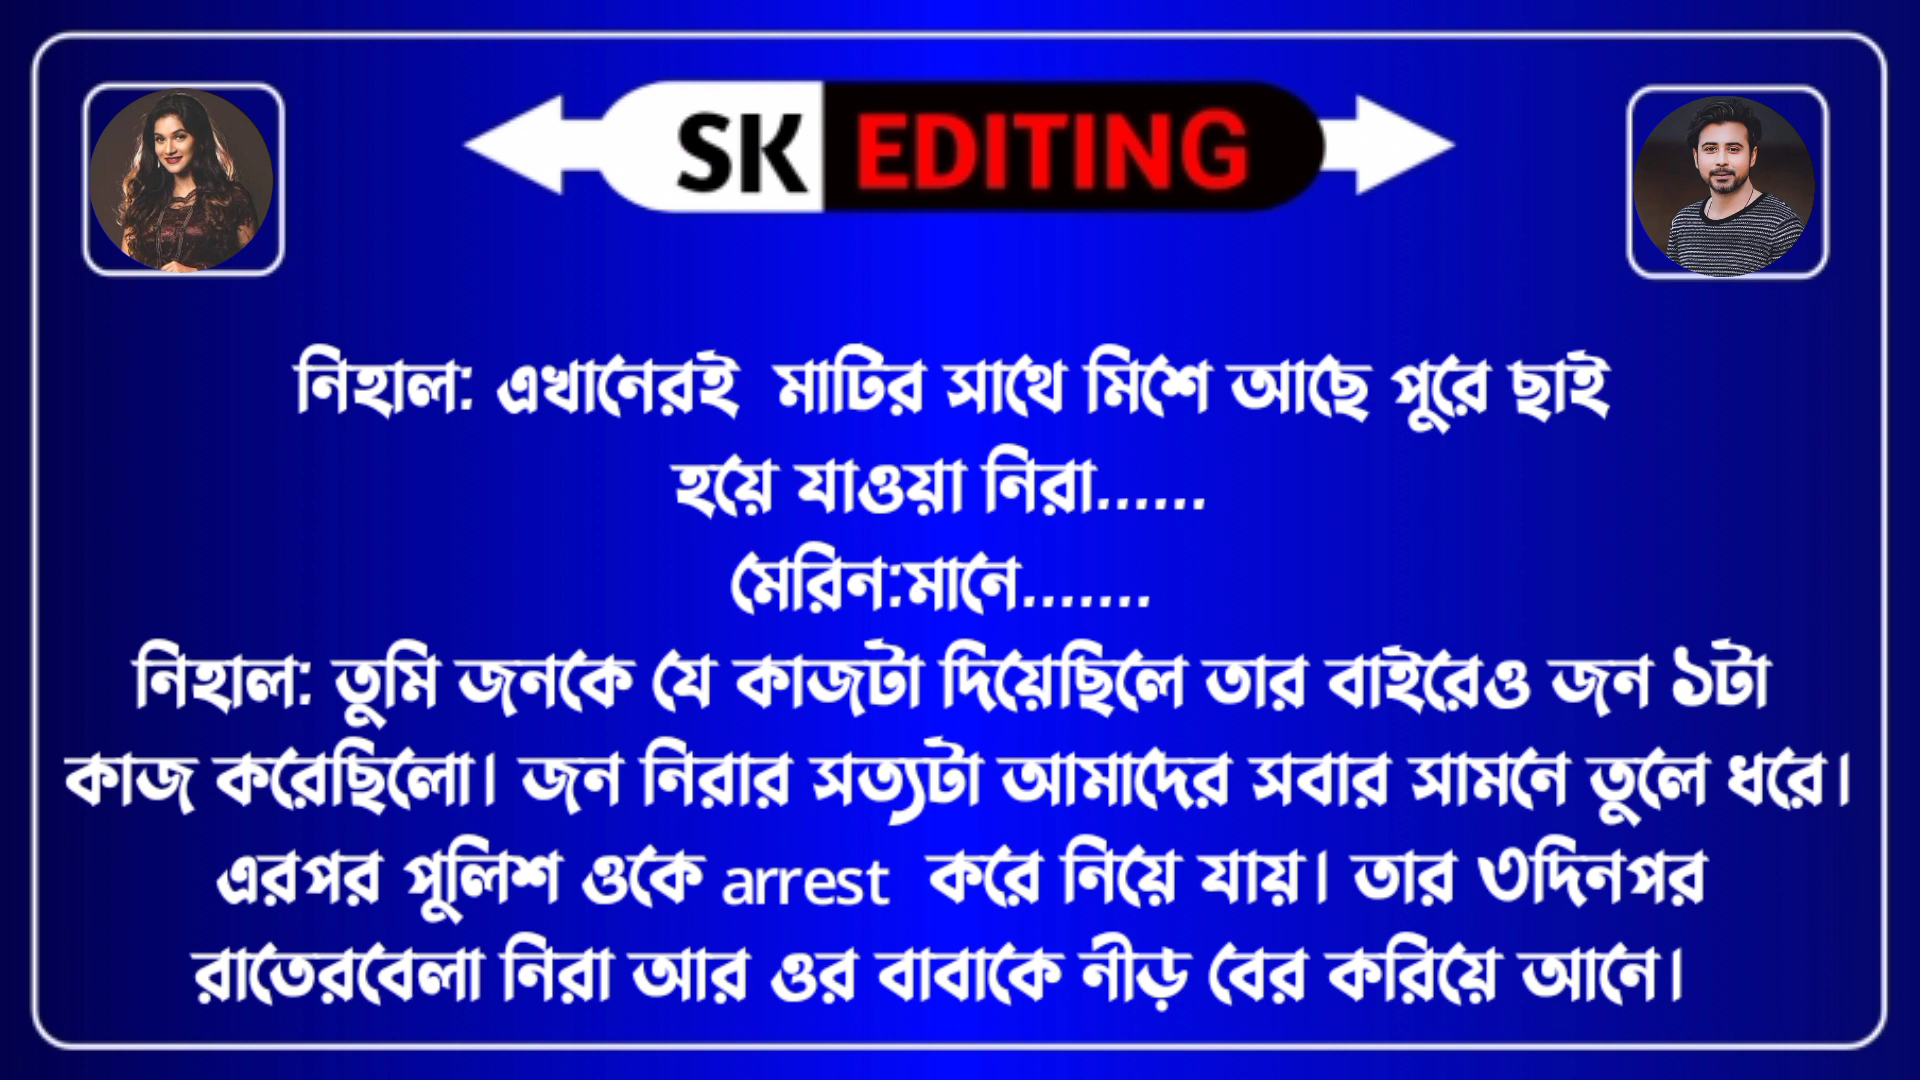 SK EDITING
নিহাল: এখানেরই মাটির সাথে মিশে আছে পুরে ছাই
হয়ে যাওয়া নিরা......
মেরিন:মানে.......
নিহাল: তুমি জনকে যে কাজটা দিয়েছিলে তার বাইরেও জন ১টা
কাজ করেছিলো। জন নিরার সত্যটা আমাদের সবার সামনে তুলে ধরে।
এরপর পুলিশ ওকে arrest করে নিয়ে যায়। তার ৩দিনপর
রাতেরবেলা নিরা আর ওর বাবাকে নীড় বের করিয়ে আনে।